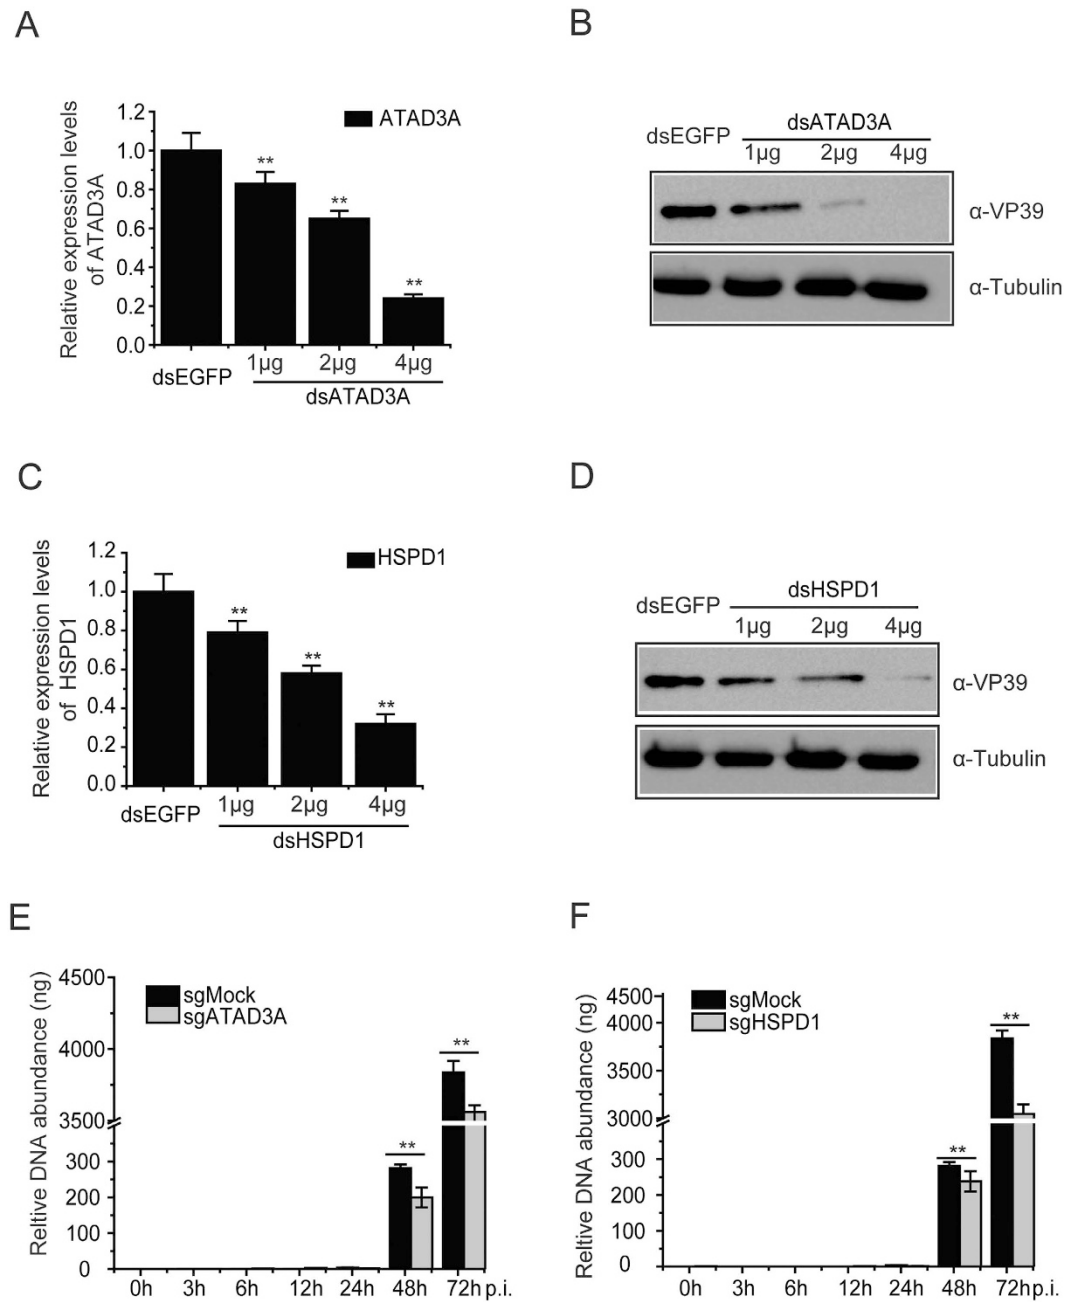 A
B
Relative expression levels
of ATAD3A
1.2
1.0
0.8
0.6
0.4
0.2
0.0
ATAD3A
**
**
**
dsEGFP
1µg
2µg
4µg
dsATAD3A
dsEGFP
dsATAD3A
1µg
2µg
4µg
α-VP39
α-Tubulin
C
D
Relative expression levels
of HSPD1
1.2
1.0
0.8
0.6
0.4
0.2
0.0
HSPD1
**
**
**
dsEGFP
1µg
2µg
4µg
dsHSPD1
dsEGFP
dsHSPD1
1µg
2µg
4µg
α-VP39
α-Tubulin
E
F
Reltive DNA abundance (ng)
4500
4000
3500
300
200
100
0
sgMock
sgATAD3A
**
**
0h 3h 6h 12h 24h 48h 72h p.i.
Reltive DNA abundance (ng)
4500
4000
3500
3000
300
200
100
0
sgMock
sgHSPD1
**
**
0h 3h 6h 12h 24h 48h 72h p.i.